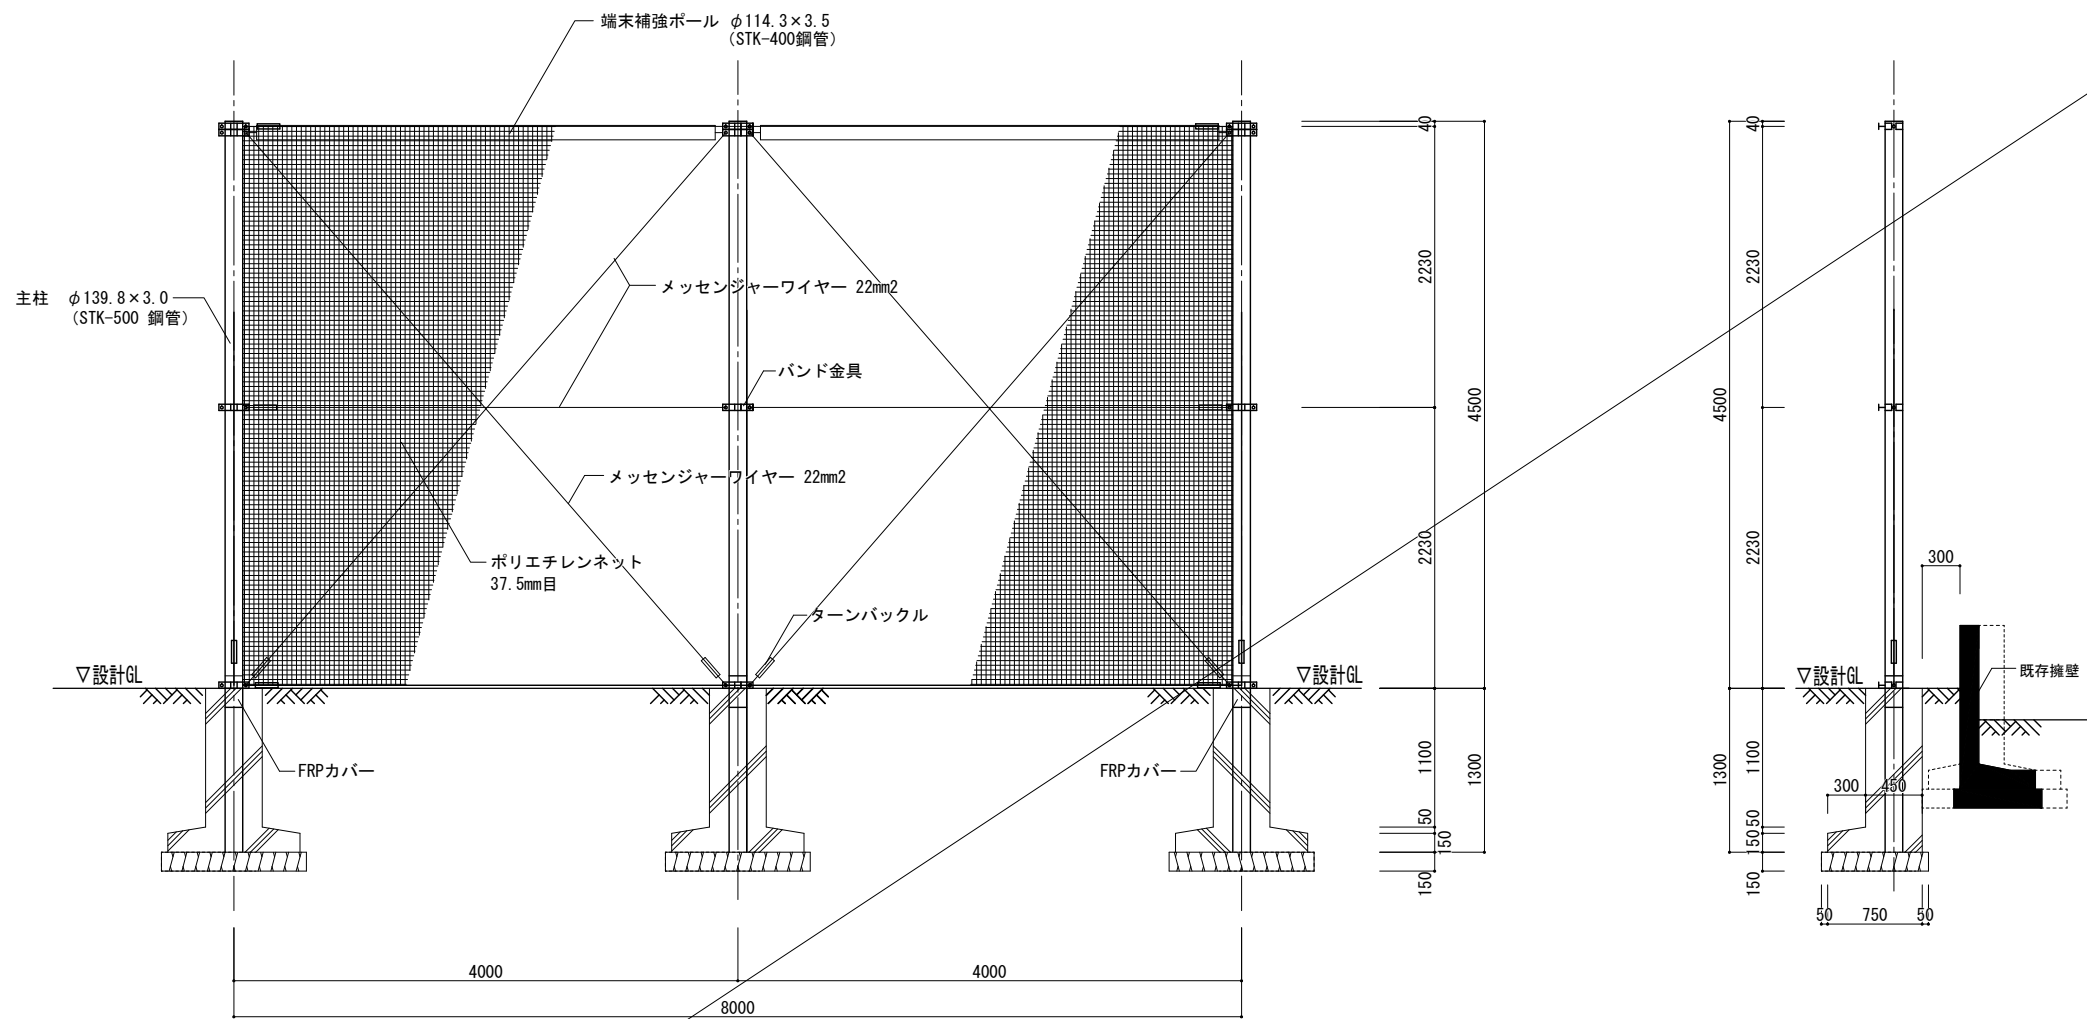 端末補強ポール φ114.3×3.5
(STK-400鋼管)
主柱 φ139.8×3.0
(STK-500 鋼管)
メッセンジャーワイヤー 22mm2
バンド金具
メッセンジャーワイヤー 22mm2
ポリエチレンネット
37.5mm目
ターンバックル
▽設計GL
▽設計GL
FRPカバー
FRPカバー
4000
4000
8000
40
2230
2230
4500
1100
1300
50
150
150
40
2230
2230
4500
1100
1300
50
150
150
300
▽設計GL
既存擁壁
300
450
50
750
50